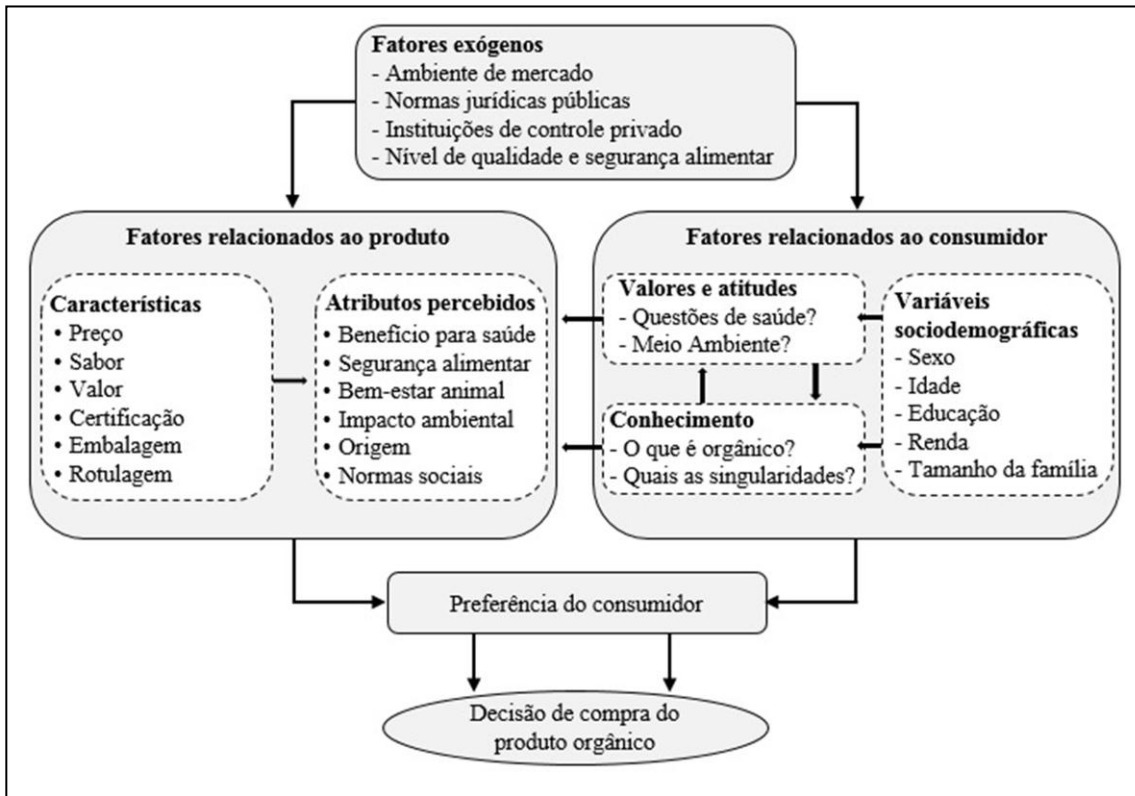 Fatores exógenos
- Ambiente de mercado
- Normas jurídicas públicas
- Instituições de controle privado
- Nível de qualidade e segurança alimentar
Fatores relacionados ao produto
Características
• Preço
• Sabor
• Valor
• Certificação
• Embalagem
• Rotulagem
Atributos percebidos
• Benefício para saúde
• Segurança alimentar
• Bem-estar animal
• Impacto ambiental
• Origem
• Normas sociais
Fatores relacionados ao consumidor
Valores e atitudes
- Questões de saúde?
- Meio Ambiente?
Conhecimento
- O que é orgânico?
- Quais as singularidades?
Variáveis
sociodemográficas
- Sexo
- Idade
- Educação
- Renda
- Tamanho da família
Preferência do consumidor
Decisão de compra do
produto orgânico